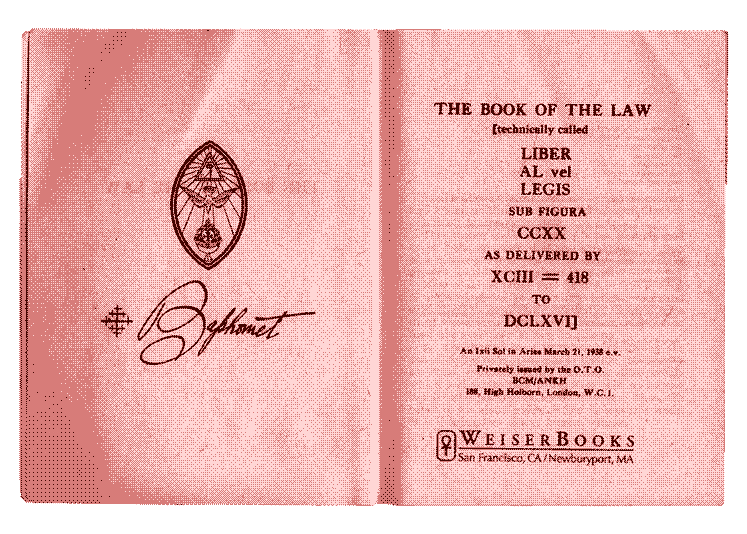 Baphomet
THE BOOK OF THE LAW
[technically called
LIBER
AL vel
LEGIS
SUB FIGURA
CCXX
AS DELIVERED BY
XCIII = 418
TO
DCLXVI]
An Ixii Sol in Aries March 21, 1938 e.v.
Privately issued by the O.T.O.
BCM/ANKH
188, High Holborn, London, W.C.1.
WEISERBOOKS
San Francisco, CA/Newburyport, MA